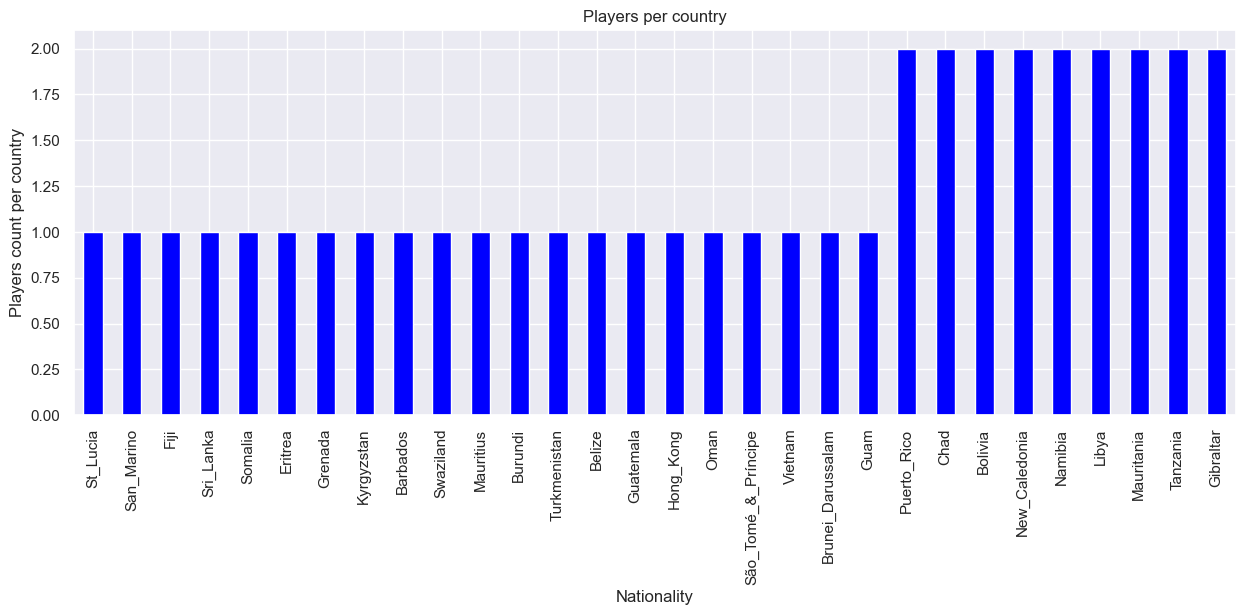 Players per country
Players count per country
2.00
1.75
1.50
1.25
1.00
0.75
0.50
0.25
0.00
St_Lucia
San_Marino
Fiji
Sri_Lanka
Somalia
Eritrea
Grenada
Kyrgyzstan
Barbados
Swaziland
Mauritius
Burundi
Turkmenistan
Belize
Guatemala
Hong_Kong
Oman
São_Tomé_&_Príncipe
Vietnam
Brunei_Darussalam
Guam
Puerto_Rico
Chad
Bolivia
New_Caledonia
Namibia
Libya
Mauritania
Tanzania
Gibraltar
Nationality